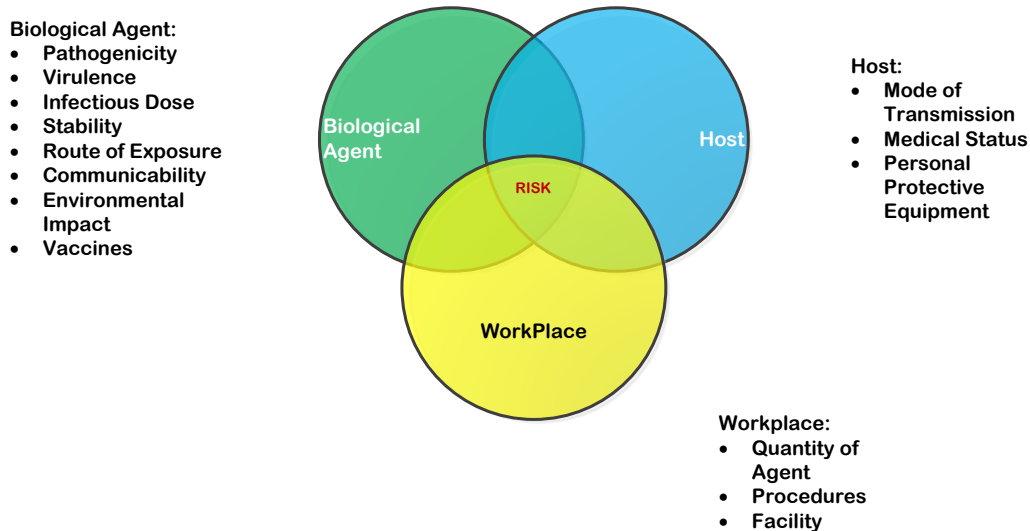 Biological Agent:
• Pathogenicity
• Virulence
• Infectious Dose
• Stability
• Route of Exposure
• Communicability
• Environmental
Impact
• Vaccines
Biological
Agent
Host
RISK
WorkPlace
Host:
• Mode of
Transmission
• Medical Status
• Personal
Protective
Equipment
Workplace:
• Quantity of
Agent
• Procedures
• Facility